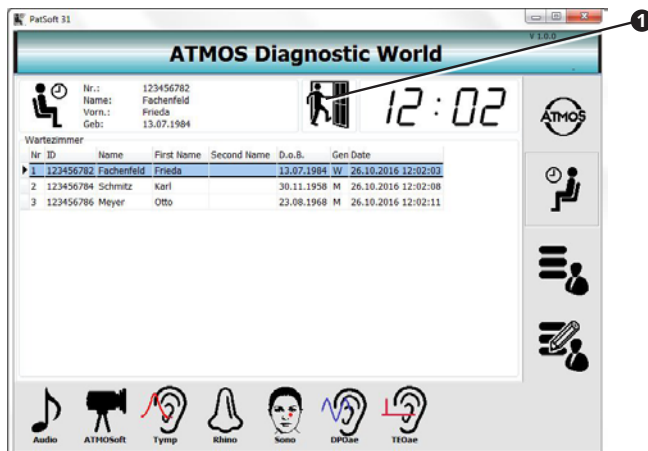 PatSoft 31
1
V 1.0.0
ATMOS Diagnostic World
Nr.: 123456782
Name: Fachenfeld
Vorn.: Frieda
Geb: 13.07.1984
12:02
ATMOS
Wartezimmer
Nr ID Name First Name Second Name D.o.B. Gen Date
1 123456782 Fachenfeld Frieda 13.07.1984 W 26.10.2016 12:02:03
2 123456784 Schmitz Karl 30.11.1958 M 26.10.2016 12:02:08
3 123456786 Meyer Otto 23.08.1968 M 26.10.2016 12:02:11
Audio ATMOSoft Tymp Rhino Sono DPOae TEOae